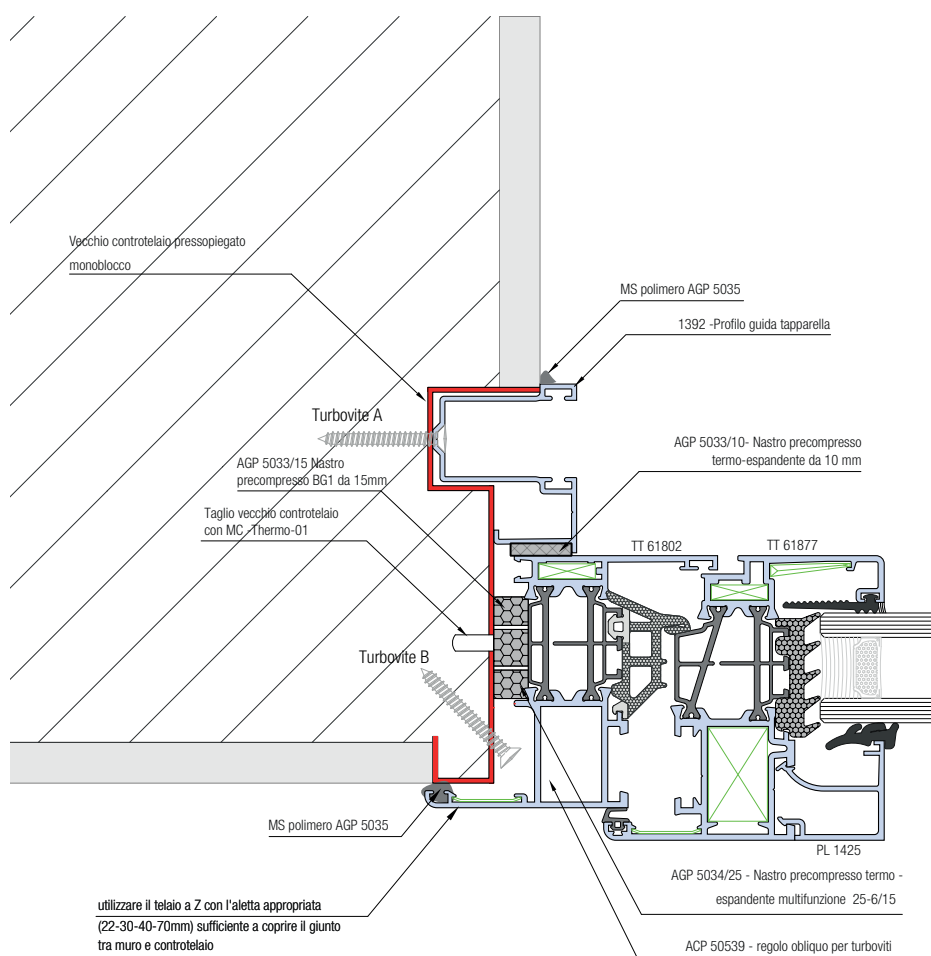 Vecchio controtelaio pressopiegato
monoblocco
MS polimero AGP 5035
1392 -Profilo guida tapparella
Turbovite A
AGP 5033/10- Nastro precompresso
termo-espandente da 10 mm
AGP 5033/15 Nastro
precompresso BG1 da 15mm
Taglio vecchio controtelaio
con MC -Thermo-01
TT 61802
TT 61877
Turbovite B
MS polimero AGP 5035
PL 1425
AGP 5034/25 - Nastro precompresso termo -
espandente multifunzione 25-6/15
utilizzare il telaio a Z con l'aletta appropriata
(22-30-40-70mm) sufficiente a coprire il giunto
tra muro e controtelaio
ACP 50539 - regolo obliquo per turboviti